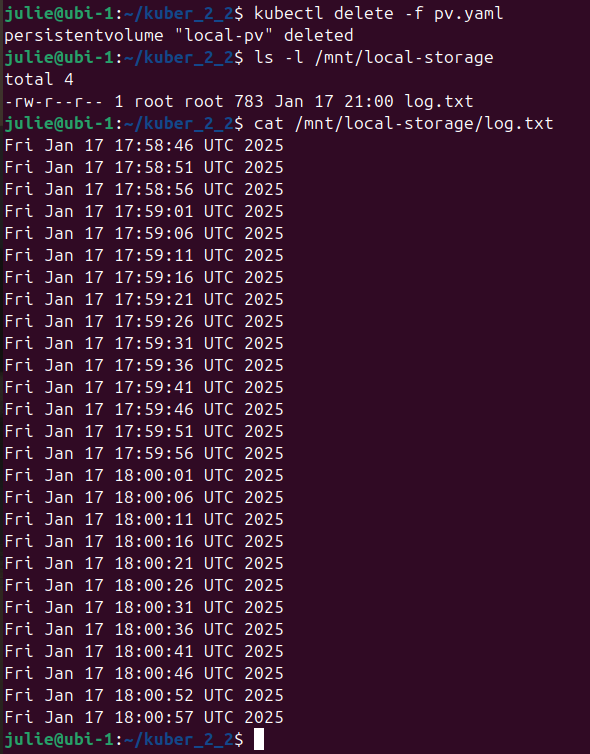 julie@ubi-1:~/kuber_2_2$ kubectl delete -f pv.yaml
persistentvolume "local-pv" deleted
julie@ubi-1:~/kuber_2_2$ ls -l /mnt/local-storage
total 4
-rw-r--r-- 1 root root 783 Jan 17 21:00 log.txt
julie@ubi-1:~/kuber_2_2$ cat /mnt/local-storage/log.txt
Fri Jan 17 17:58:46 UTC 2025
Fri Jan 17 17:58:51 UTC 2025
Fri Jan 17 17:58:56 UTC 2025
Fri Jan 17 17:59:01 UTC 2025
Fri Jan 17 17:59:06 UTC 2025
Fri Jan 17 17:59:11 UTC 2025
Fri Jan 17 17:59:16 UTC 2025
Fri Jan 17 17:59:21 UTC 2025
Fri Jan 17 17:59:26 UTC 2025
Fri Jan 17 17:59:31 UTC 2025
Fri Jan 17 17:59:36 UTC 2025
Fri Jan 17 17:59:41 UTC 2025
Fri Jan 17 17:59:46 UTC 2025
Fri Jan 17 17:59:51 UTC 2025
Fri Jan 17 17:59:56 UTC 2025
Fri Jan 17 18:00:01 UTC 2025
Fri Jan 17 18:00:06 UTC 2025
Fri Jan 17 18:00:11 UTC 2025
Fri Jan 17 18:00:16 UTC 2025
Fri Jan 17 18:00:21 UTC 2025
Fri Jan 17 18:00:26 UTC 2025
Fri Jan 17 18:00:31 UTC 2025
Fri Jan 17 18:00:36 UTC 2025
Fri Jan 17 18:00:41 UTC 2025
Fri Jan 17 18:00:46 UTC 2025
Fri Jan 17 18:00:52 UTC 2025
Fri Jan 17 18:00:57 UTC 2025
julie@ubi-1:~/kuber_2_2$